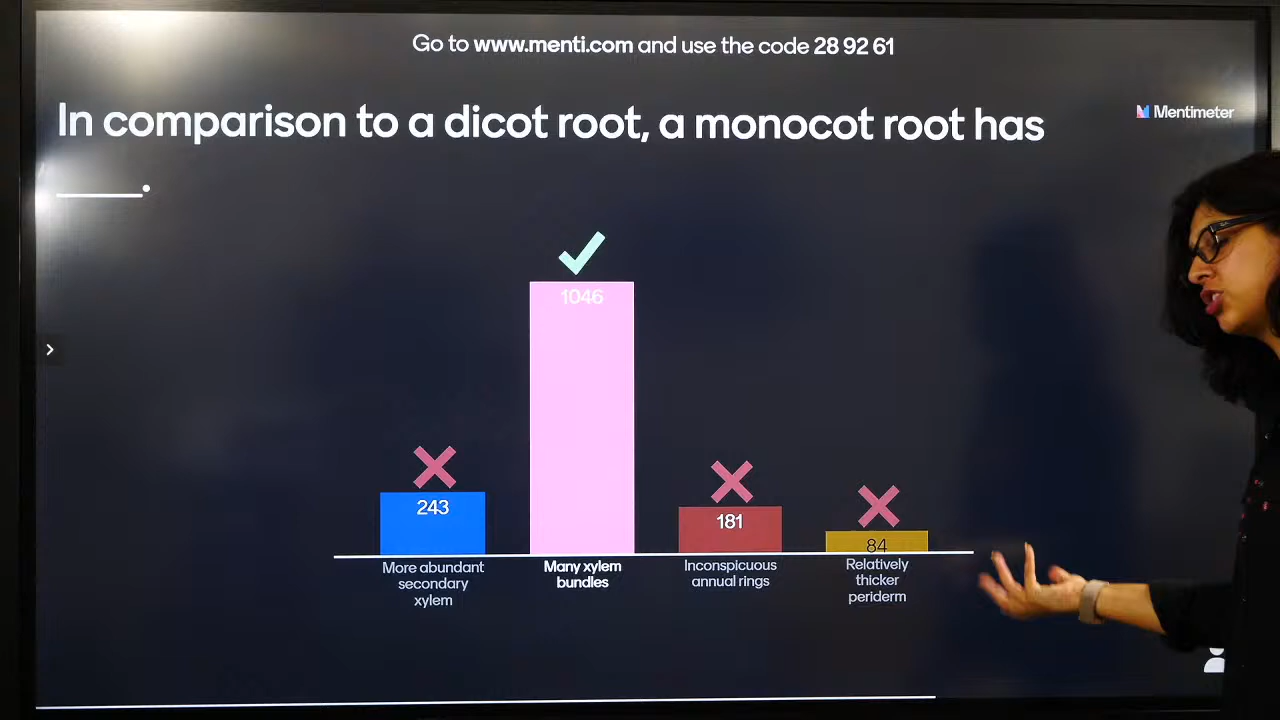 Go to www.menti.com and use the code 28 92 61
In comparison to a dicot root, a monocot root has
______.
Mentimeter
1046
243
181
84
More abundant
secondary
xylem
Many xylem
bundles
Inconspicuous
annual rings
Relatively
thicker
periderm